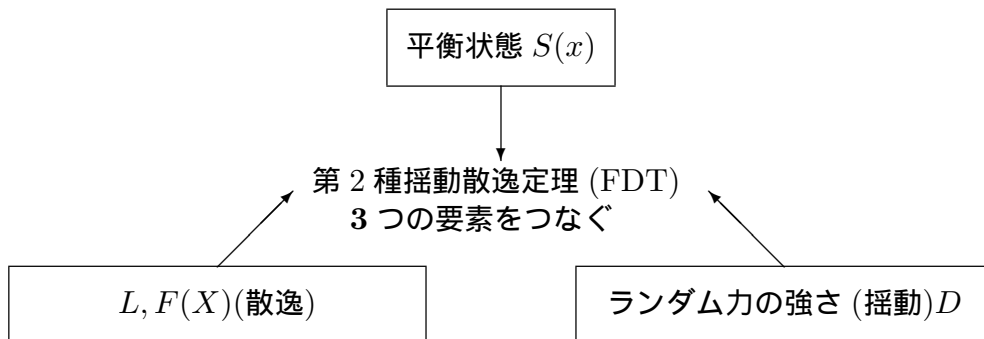 平衡状態 S(x)
第 2 種揺動散逸定理 (FDT)
3 つの要素をつなぐ
L, F(X)(散逸)
ランダム力の強さ (揺動)D